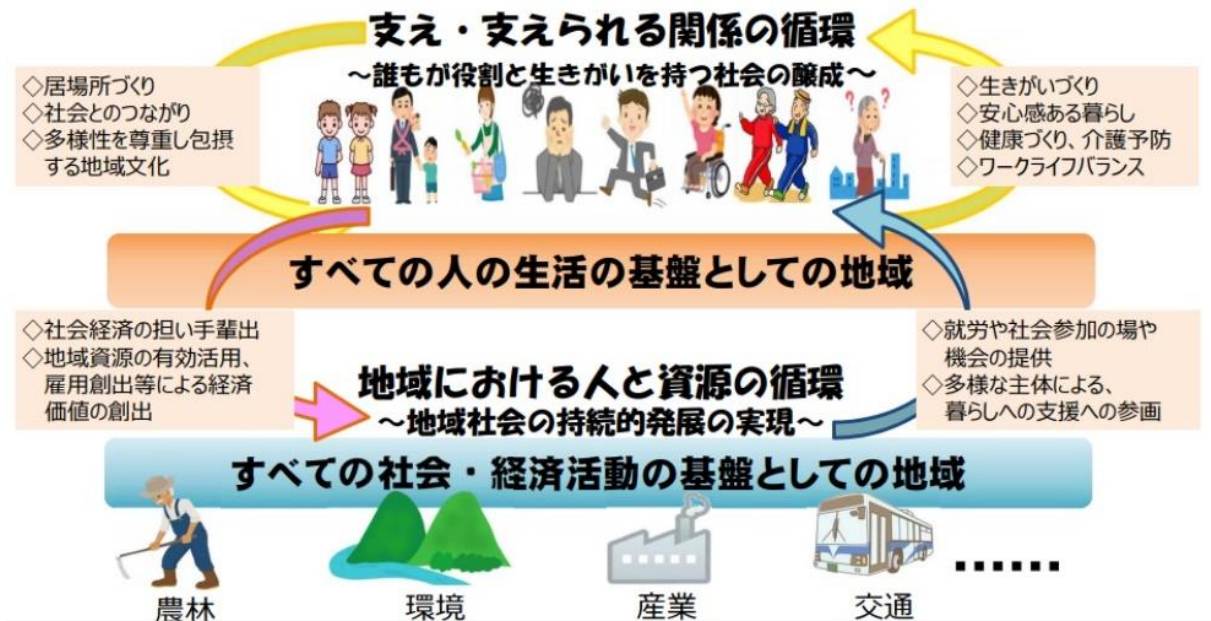 支え・支えられる関係の循環
～誰もが役割と生きがいを持つ社会の醸成～
◇居場所づくり
◇社会とのつながり
◇多様性を尊重し包摂
する地域文化
◇生きがいづくり
◇安心感ある暮らし
◇健康づくり、介護予防
◇ワークライフバランス
? ?
すべての人の生活の基盤としての地域
◇社会経済の担い手輩出
◇地域資源の有効活用、
雇用創出等による経済
価値の創出
地域における人と資源の循環
～地域社会の持続的発展の実現～
◇就労や社会参加の場や
機会の提供
◇多様な主体による、
暮らしへの支援への参画
すべての社会・経済活動の基盤としての地域
農林
環境
産業
交通
……